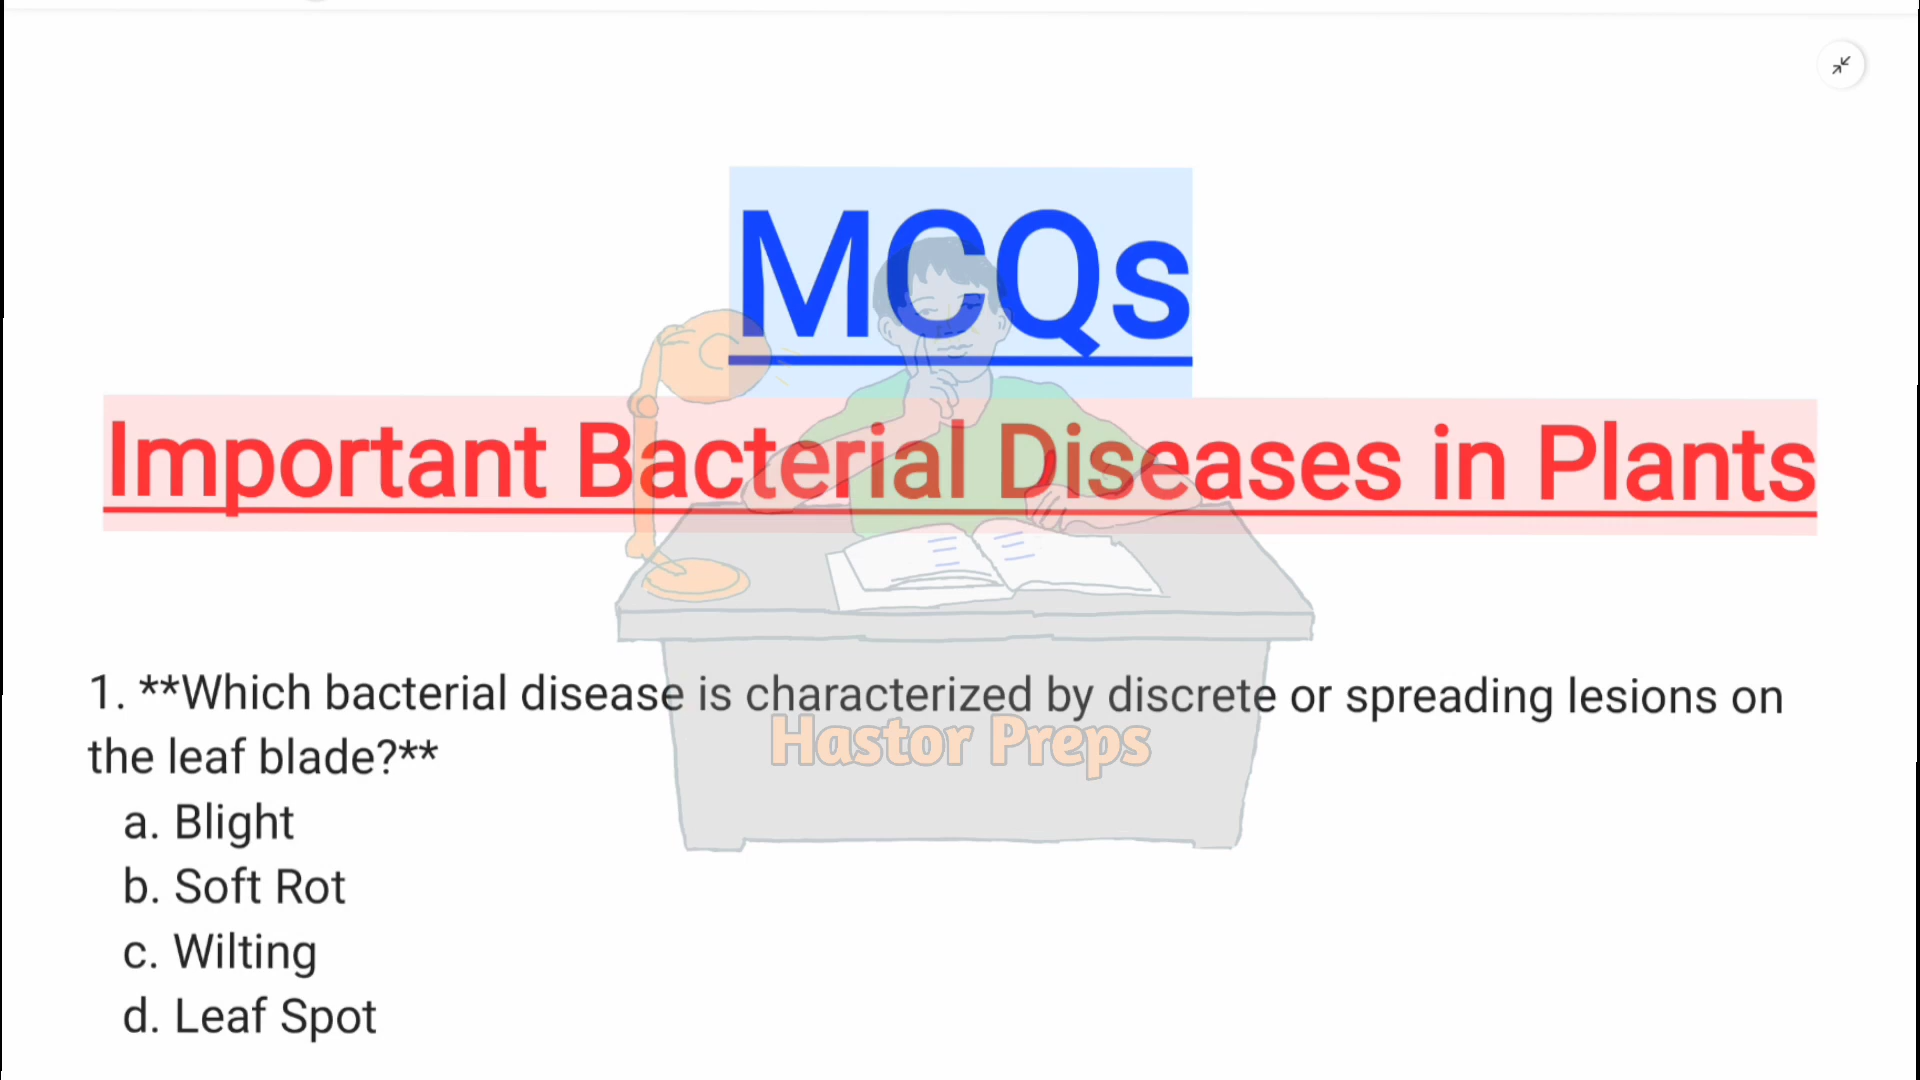 MCQs
Important Bacterial Diseases in Plants
1. **Which bacterial disease is characterized by discrete or spreading lesions on
the leaf blade?**
Hastor Preps
a. Blight
b. Soft Rot
c. Wilting
d. Leaf Spot